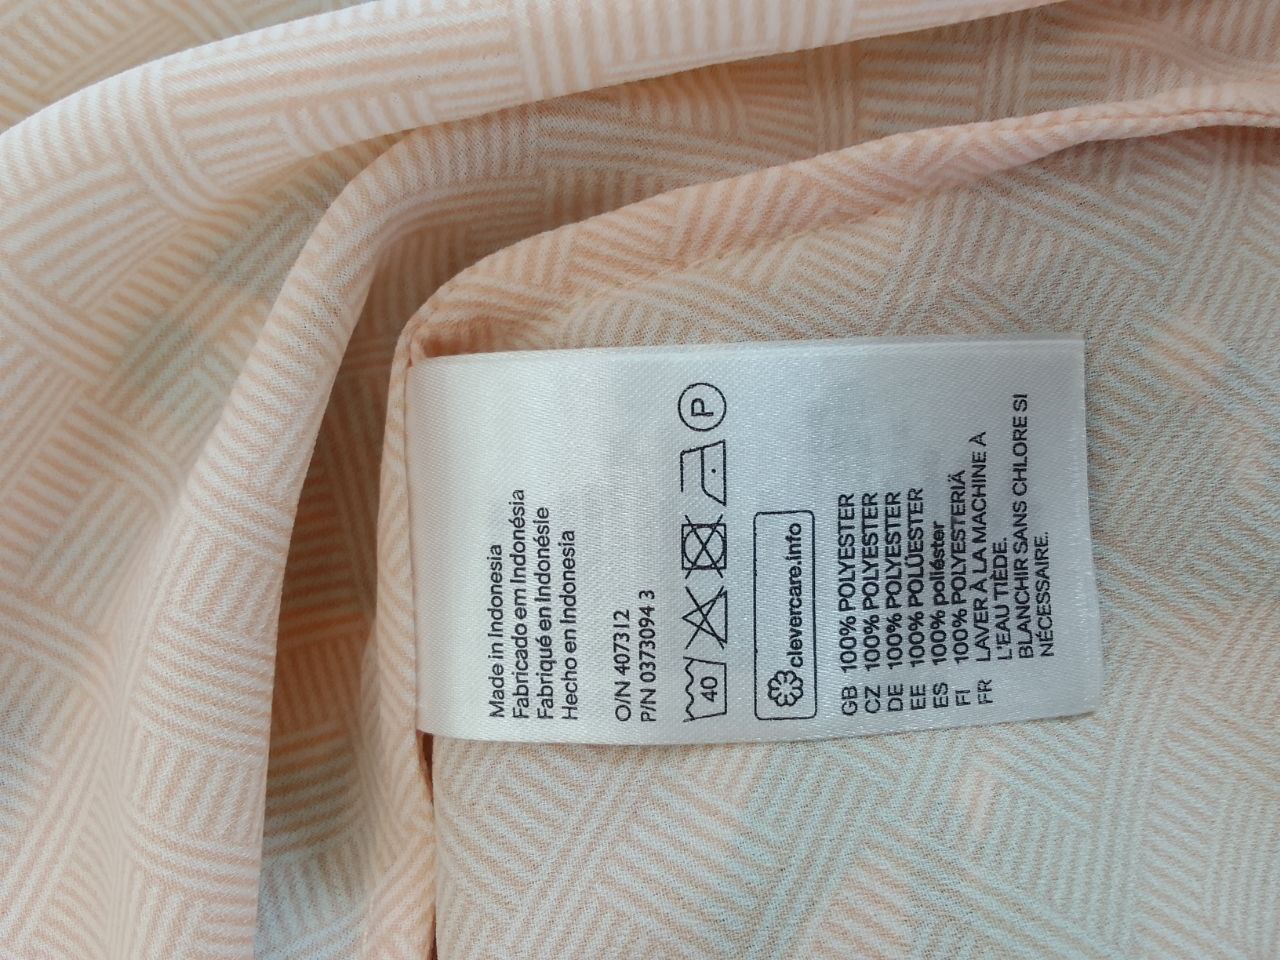 Made in Indonesia
Fabricado em Indonésia
Fabriqué en Indonésie
Hecho en Indonesia
O/N 407312
P/N 0373094 3
40
P
clevercare.info
GB 100% POLYESTER
CZ 100% POLYESTER
DE 100% POLYESTER
EE 100% POLÜESTER
ES 100% poliéster
FI 100% POLYESTERIÄ
FR LAVER À LA MACHINE A
L'EAU TIÈDE.
BLANCHIR SANS CHLORE SI
NÉCESSAIRE.